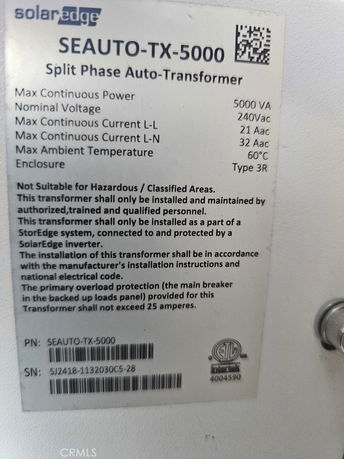 solaredge
SEAUTO-TX-5000
Split Phase Auto-Transformer
Max Continuous Power 5000 VA
Nominal Voltage 240Vac
Max Continuous Current L-L 21 Aac
Max Continuous Current L-N 32 Aac
Max Ambient Temperature 60°C
Enclosure Type 3R
Not Suitable for Hazardous / Classified Areas.
This transformer shall only be installed and maintained by
authorized,trained and qualified personnel.
This transformer shall only be installed as a part of a
StorEdge system, connected to and protected by a
SolarEdge inverter.
The installation of this transformer shall be in accordance
with the manufacturer's installation instructions and
national electrical code.
The primary overload protection (the main breaker
in the backed up loads panel) provided for this
Transformer shall not exceed 25 amperes.
PN: SEAUTO-TX-5000
SN: SJ2418-1132030C5-28
Intertek
4004590
CRMLS